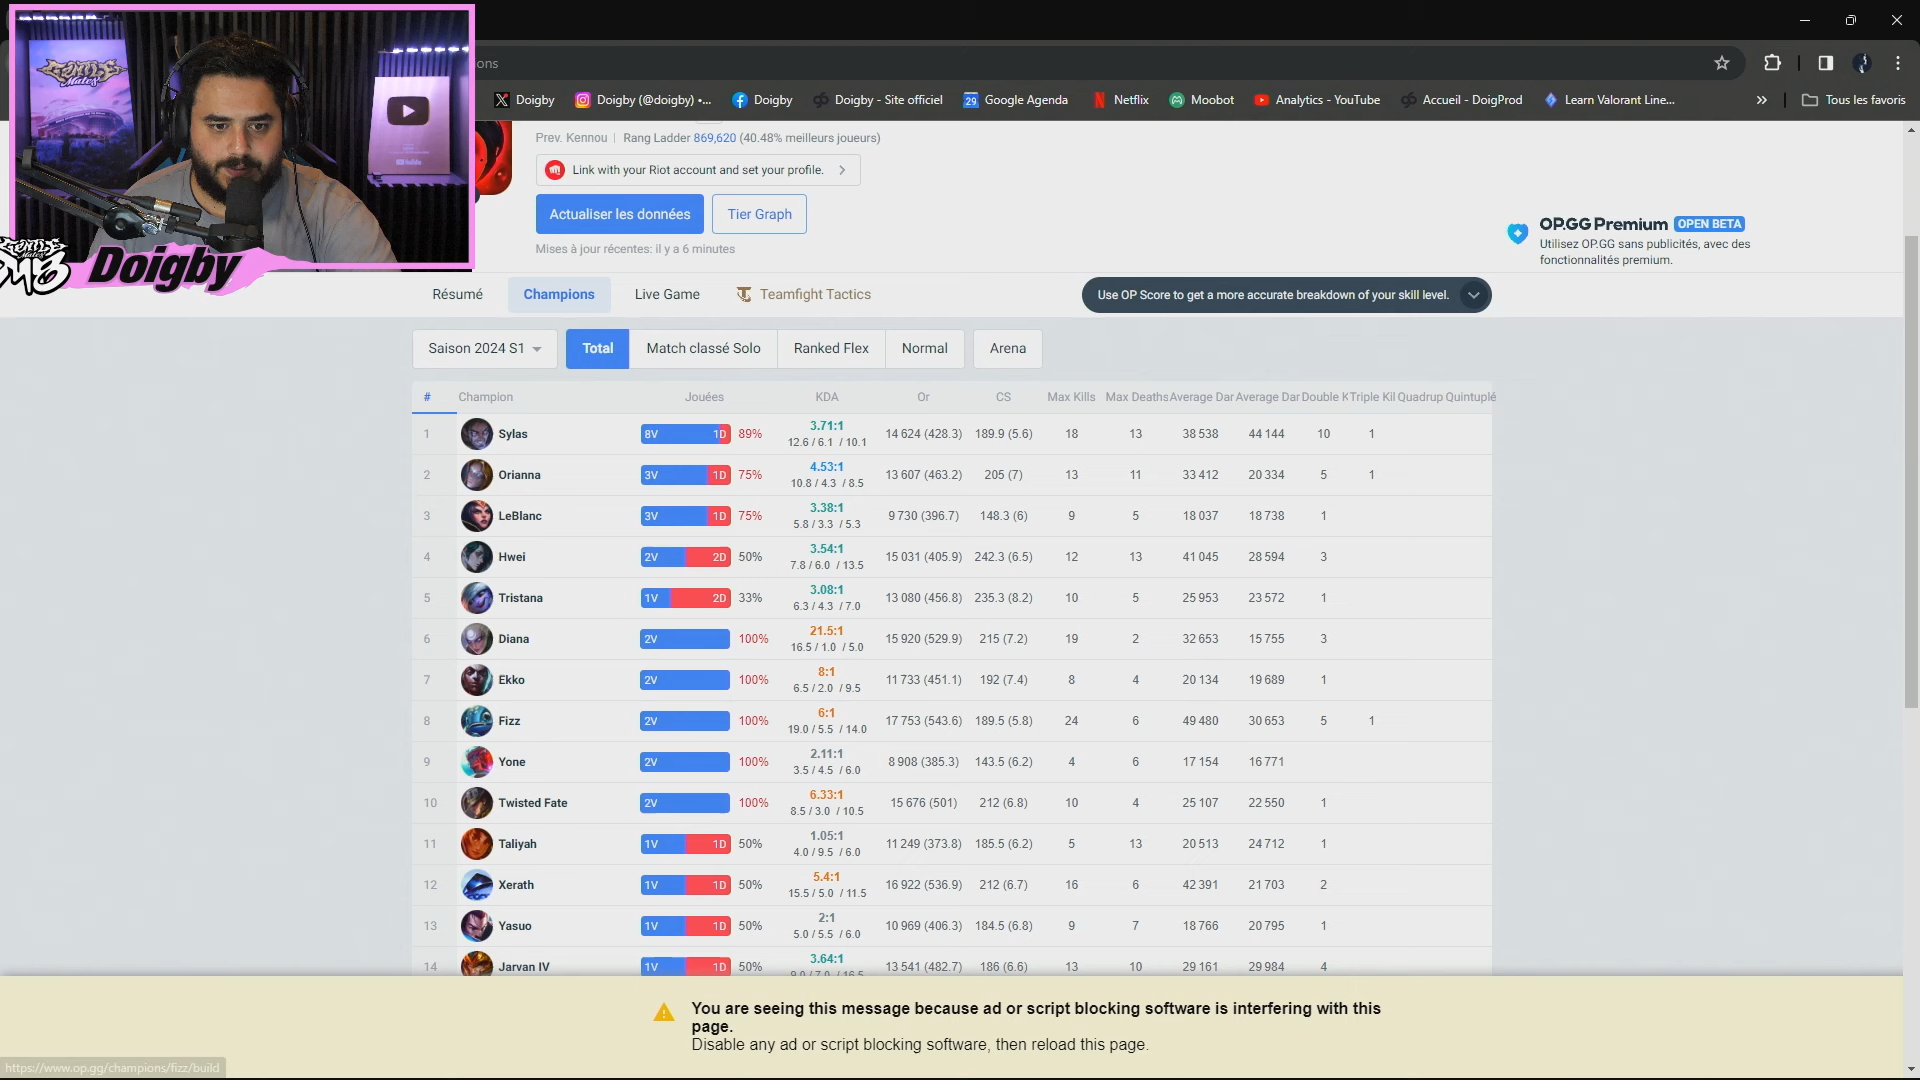 GENTLE
Mates
YouTube
GENTLE
Mates
Doigby
ons
Doigby
Doigby (@doigby) •...
Doigby
Doigby - Site officiel
29
Google Agenda
Netflix
Moobot
Analytics - YouTube
Accueil - DoigProd
Learn Valorant Line...
»
Tous les favoris
Prev. Kennou | Rang Ladder 869,620 (40.48% meilleurs joueurs)
Link with your Riot account and set your profile.
Actualiser les données
Tier Graph
Mises à jour récentes: il y a 6 minutes
OP.GG Premium OPEN BETA
Utilisez OP.GG sans publicités, avec des
fonctionnalités premium.
Résumé Champions Live Game Teamfight Tactics
Use OP Score to get a more accurate breakdown of your skill level.
Saison 2024 S1 Total Match classé Solo Ranked Flex Normal Arena
# Champion Jouées KDA Or CS Max Kills Max Deaths Average Dar Average Dar Double K Triple Kil Quadrup Quintuplé
1 Sylas 8V 1D 89% 3.71:1 14 624 (428.3) 189.9 (5.6) 18 13 38 538 44 144 10 1
12.6 / 6.1 / 10.1
2 Orianna 3V 1D 75% 4.53:1 13 607 (463.2) 205 (7) 13 11 33 412 20 334 5 1
10.8 / 4.3 / 8.5
3 LeBlanc 3V 1D 75% 3.38:1 9 730 (396.7) 148.3 (6) 9 5 18 037 18 738 1
5.8 / 3.3 / 5.3
4 Hwei 2V 2D 50% 3.54:1 15 031 (405.9) 242.3 (6.5) 12 13 41 045 28 594 3
7.8 / 6.0 / 13.5
5 Tristana 1V 2D 33% 3.08:1 13 080 (456.8) 235.3 (8.2) 10 5 25 953 23 572 1
6.3 / 4.3 / 7.0
6 Diana 2V 100% 21.5:1 15 920 (529.9) 215 (7.2) 19 2 32 653 15 755 3
16.5 / 1.0 / 5.0
7 Ekko 2V 100% 8:1 11 733 (451.1) 192 (7.4) 8 4 20 134 19 689 1
6.5 / 2.0 / 9.5
8 Fizz 2V 100% 6:1 17 753 (543.6) 189.5 (5.8) 24 6 49 480 30 653 5 1
19.0 / 5.5 / 14.0
9 Yone 2V 100% 2.11:1 8 908 (385.3) 143.5 (6.2) 4 6 17 154 16 771
3.5 / 4.5 / 6.0
10 Twisted Fate 2V 100% 6.33:1 15 676 (501) 212 (6.8) 10 4 25 107 22 550 1
8.5 / 3.0 / 10.5
11 Taliyah 1V 1D 50% 1.05:1 11 249 (373.8) 185.5 (6.2) 5 13 20 513 24 712 1
4.0 / 9.5 / 6.0
12 Xerath 1V 1D 50% 5.4:1 16 922 (536.9) 212 (6.7) 16 6 42 391 21 703 2
15.5 / 5.0 / 11.5
13 Yasuo 1V 1D 50% 2:1 10 969 (406.3) 184.5 (6.8) 9 7 18 766 20 795 1
5.0 / 5.5 / 6.0
14 Jarvan IV 1V 1D 50% 3.64:1 13 541 (482.7) 186 (6.6) 13 10 29 161 29 984 4
9.0 / 7.0 / 16.5
You are seeing this message because ad or script blocking software is interfering with this
page.
Disable any ad or script blocking software, then reload this page.
https://www.op.gg/champions/fizz/build